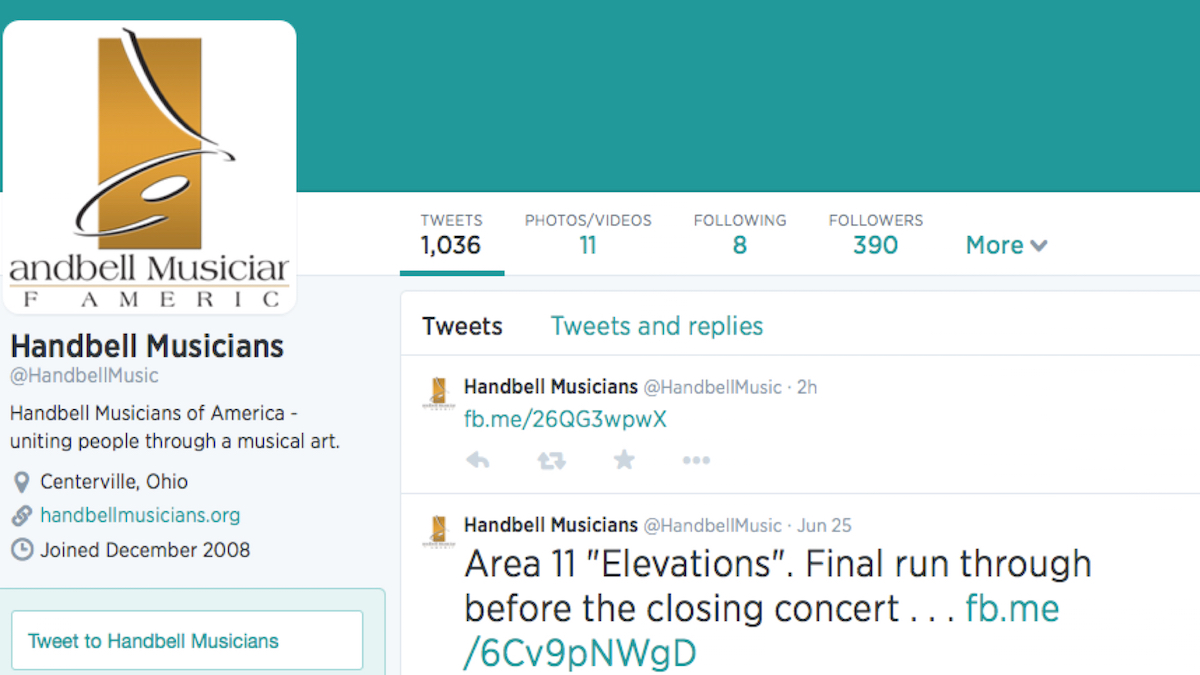 andbell Musiciar
F AMERIC
Handbell Musicians
@HandbellMusic
Handbell Musicians of America -
uniting people through a musical art.
Centerville, Ohio
handbellmusicians.org
Joined December 2008
Tweet to Handbell Musicians
TWEETS PHOTOS/VIDEOS FOLLOWING FOLLOWERS
1,036 11 8 390 More
Tweets Tweets and replies
Handbell Musicians @HandbellMusic · 2h
fb.me/26QG3wpwX
Handbell Musicians @HandbellMusic · Jun 25
Area 11 "Elevations". Final run through
before the closing concert . . . fb.me
/6Cv9pNWgD